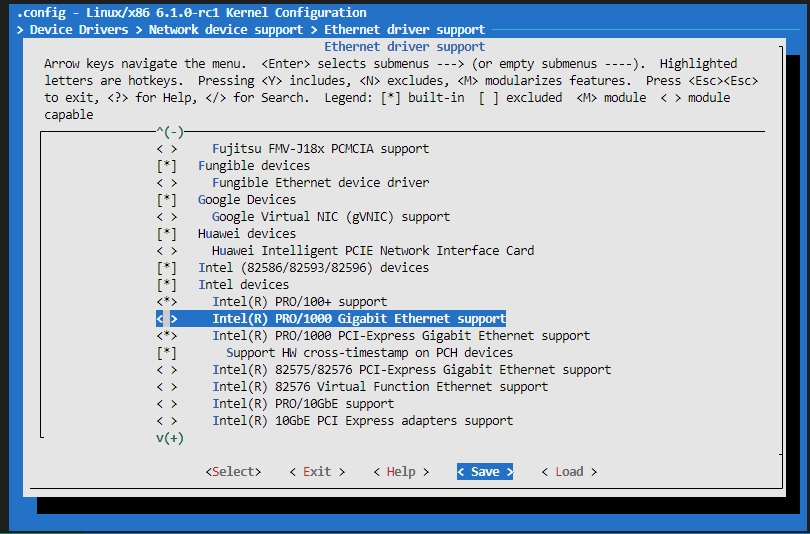 .config - Linux/x86 6.1.0-rc1 Kernel Configuration
> Device Drivers > Network device support > Ethernet driver support
Ethernet driver support
Arrow keys navigate the menu. <Enter> selects submenus ---> (or empty submenus ----). Highlighted
letters are hotkeys. Pressing <Y> includes, <N> excludes, <M> modularizes features. Press <Esc><Esc>
to exit, <?> for Help, </> for Search. Legend: [*] built-in [ ] excluded <M> module < > module
capable
^(-)
< > Fujitsu FMV-J18x PCMCIA support
[*] Fungible devices
< > Fungible Ethernet device driver
[*] Google Devices
< > Google Virtual NIC (gVNIC) support
[*] Huawei devices
< > Huawei Intelligent PCIE Network Interface Card
[*] Intel (82586/82593/82596) devices
[*] Intel devices
<*> Intel(R) PRO/100+ support
< > Intel(R) PRO/1000 Gigabit Ethernet support
<*> Intel(R) PRO/1000 PCI-Express Gigabit Ethernet support
[*] Support HW cross-timestamp on PCH devices
< > Intel(R) 82575/82576 PCI-Express Gigabit Ethernet support
< > Intel(R) 82576 Virtual Function Ethernet support
< > Intel(R) PRO/10GbE support
< > Intel(R) 10GbE PCI Express adapters support
v(+)
<Select> < Exit > < Help > < Save > < Load >